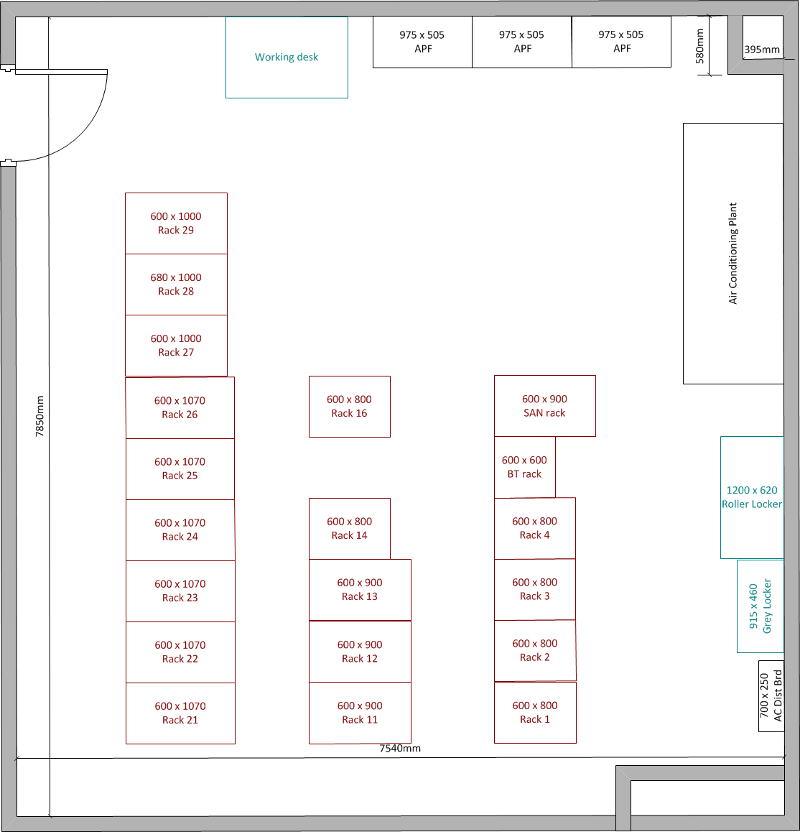 Working desk
975 x 505
APF
975 x 505
APF
975 x 505
APF
580mm
395mm
Air Conditioning Plant
600 x 1000
Rack 29
680 x 1000
Rack 28
600 x 1000
Rack 27
600 x 1070
Rack 26
600 x 1070
Rack 25
600 x 1070
Rack 24
600 x 1070
Rack 23
600 x 1070
Rack 22
600 x 1070
Rack 21
7850mm
600 x 800
Rack 16
600 x 800
Rack 14
600 x 900
Rack 13
600 x 900
Rack 12
600 x 900
Rack 11
600 x 900
SAN rack
600 x 600
BT rack
600 x 800
Rack 4
600 x 800
Rack 3
600 x 800
Rack 2
600 x 800
Rack 1
1200 x 620
Roller Locker
915 x 460
Grey Locker
700 x 250
AC Dist Brd
7540mm